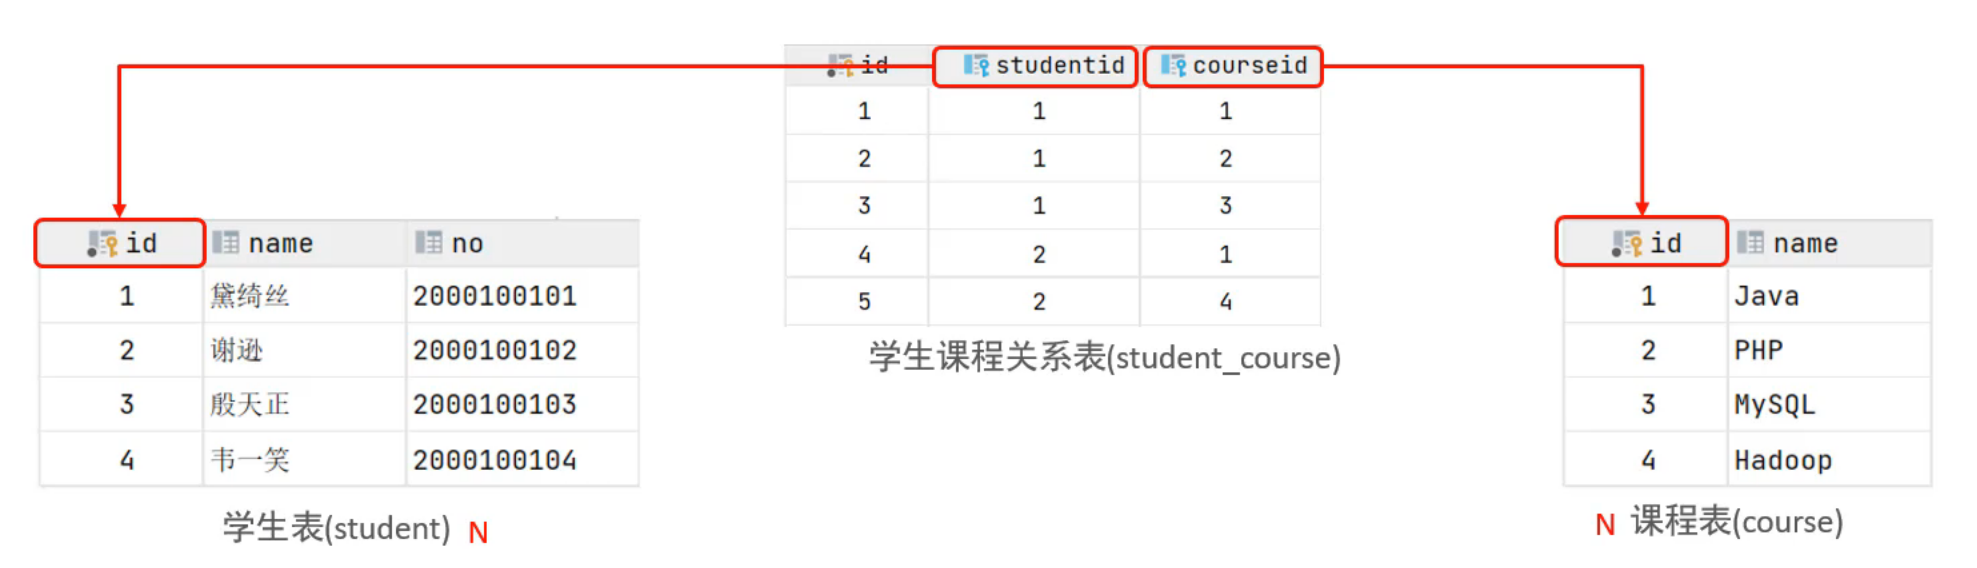 id studentid courseid
1 1 1
2 1 2
3 1 3
4 2 1
5 2 4
学生课程关系表(student_course)
id name no
1 黛绮丝 2000100101
2 谢逊 2000100102
3 殷天正 2000100103
4 韦一笑 2000100104
学生表(student) N
id name
1 Java
2 PHP
3 MySQL
4 Hadoop
N 课程表(course)